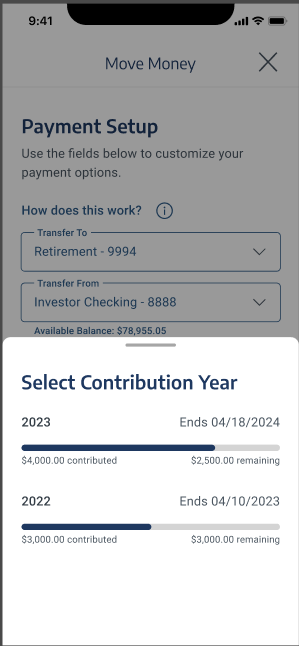 9:41
Move Money
Payment Setup
Use the fields below to customize your
payment options.
How does this work?
Transfer To
Retirement - 9994
Transfer From
Investor Checking - 8888
Available Balance: $78,955.05
Select Contribution Year
2023 Ends 04/18/2024
$4,000.00 contributed $2,500.00 remaining
2022 Ends 04/10/2023
$3,000.00 contributed $3,000.00 remaining